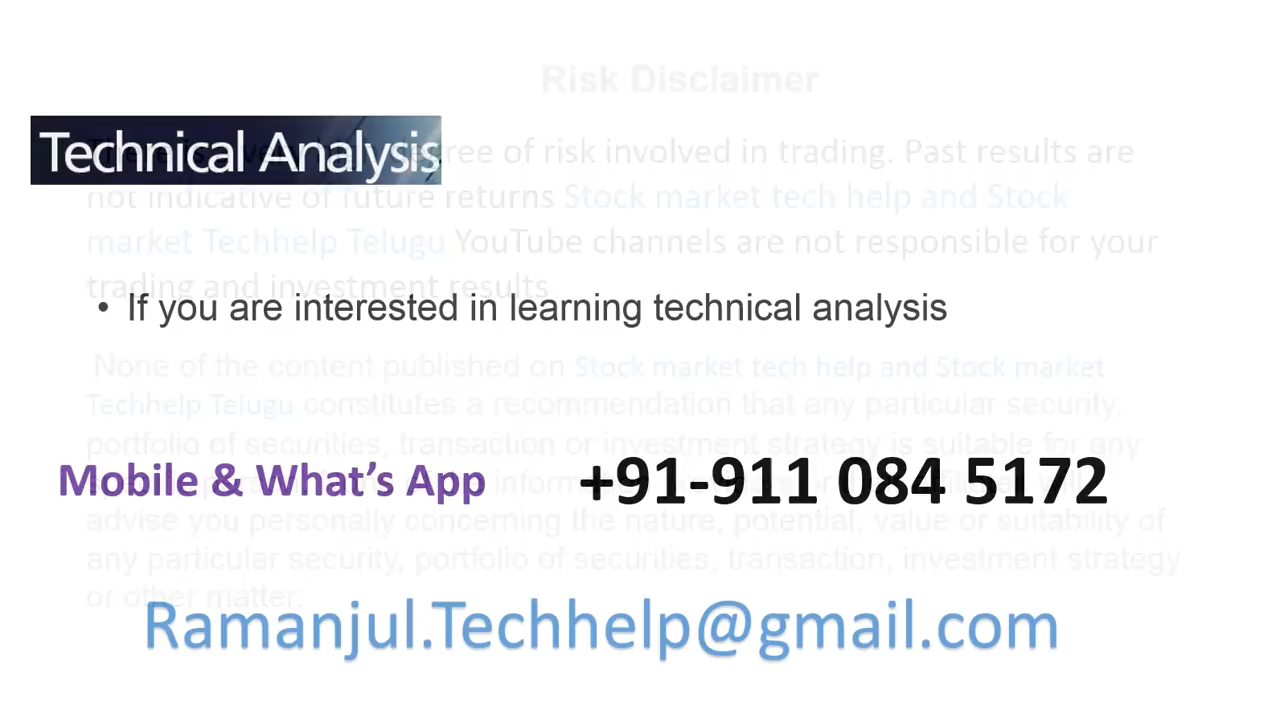 Risk Disclaimer
Technical Analysis
degree of risk involved in trading. Past results are
not indicative of future returns Stock market tech help and Stock
market Techhelp Telugu YouTube channels are not responsible for your
trading and investment results
• If you are interested in learning technical analysis
None of the content published on Stock market tech help and Stock market
Techhelp Telugu constitutes a recommendation that any particular security,
portfolio of securities, transaction or investment strategy is suitable for any
Mobile & What's App +91-911 084 5172
advise you personally concerning the nature, potential, value or suitability of
any particular security, portfolio of securities, transaction, investment strategy
or other matter.
Ramanjul.Techhelp@gmail.com